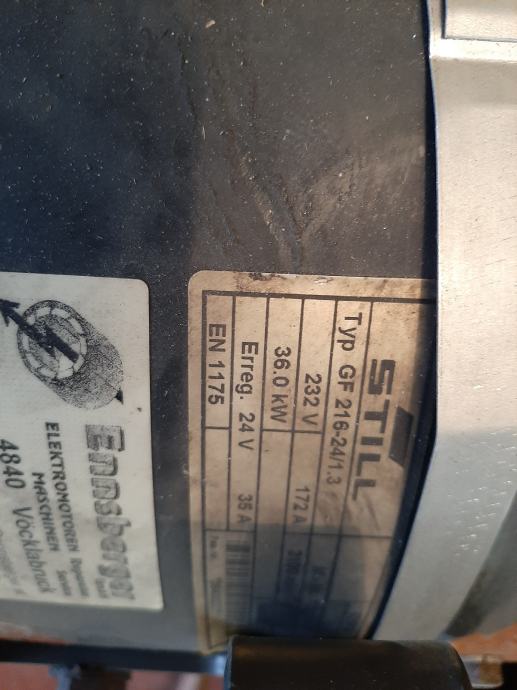 STILL
Typ GF 216-24/1.3
232 V 172 A
36.0 kW
Erreg. 24 V 35 A
EN 1175
Ennsberger
ELEKTROMOTOREN
MASCHINEN Service
4840 Vöcklabruck